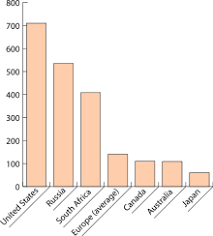 800
700
600
500
400
300
200
100
0
United States
Russia
South Africa
Europe (average)
Canada
Australia
Japan